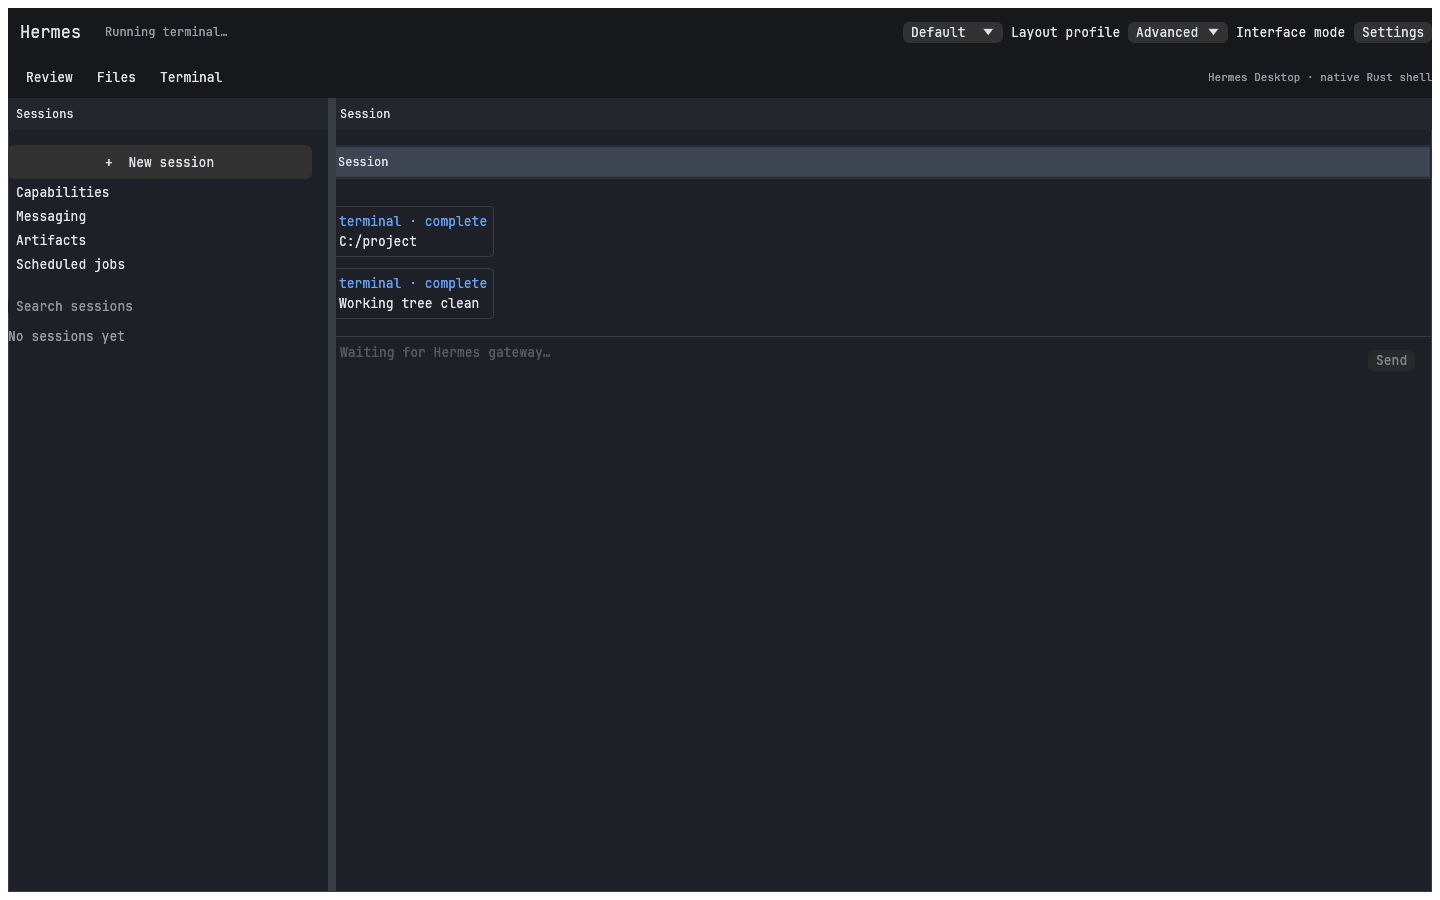 Hermes
Running terminal…
Default
Layout profile
Advanced
Interface mode
Settings
Review
Files
Terminal
Hermes Desktop · native Rust shell
Sessions
+ New session
Capabilities
Messaging
Artifacts
Scheduled jobs
Search sessions
No sessions yet
Session
Session
terminal · complete
C:/project
terminal · complete
Working tree clean
Waiting for Hermes gateway…
Send